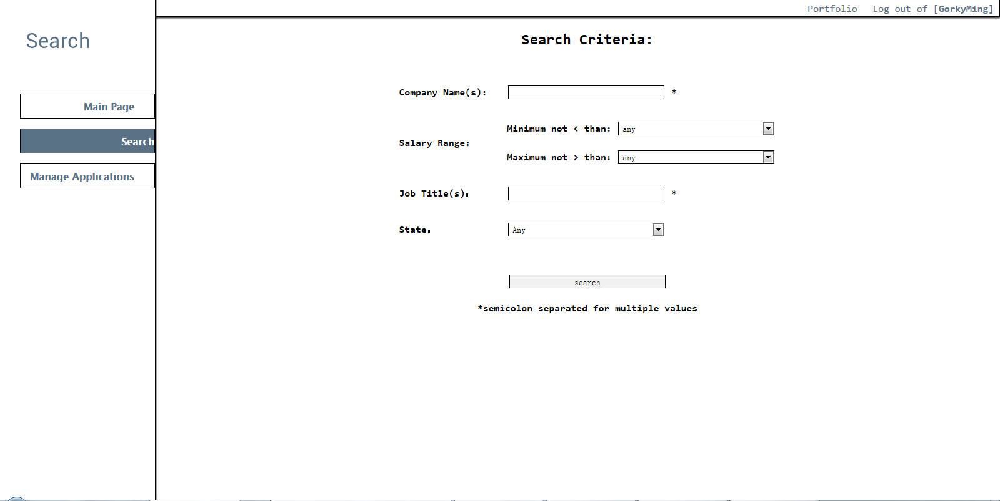 Portfolio Log out of [GorkyMing]
Search
Search Criteria:
Main Page
Search
Manage Applications
Company Name(s): *
Salary Range:
Minimum not < than: any
Maximum not > than: any
Job Title(s): *
State: Any
search
*semicolon separated for multiple values